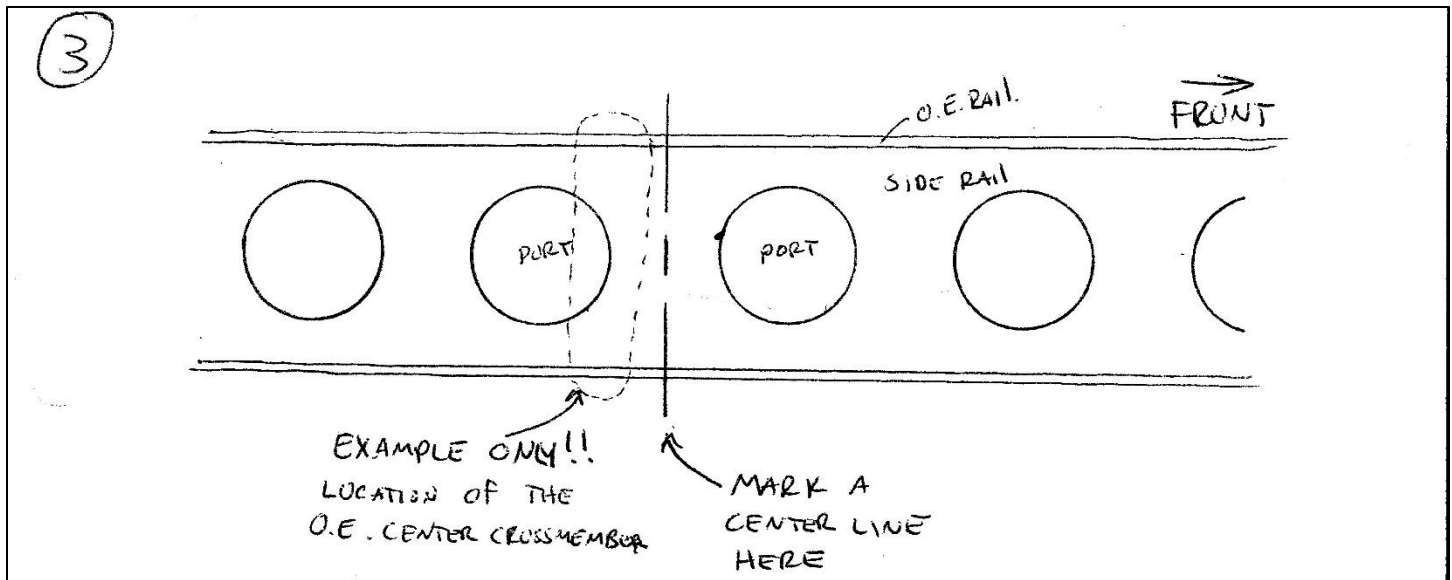 3
O.E. RAIL.
FRONT
SIDE RAIL
PORT
PORT
EXAMPLE ONLY!!
LOCATION OF THE
O.E. CENTER CROSSMEMBER
MARK A
CENTER LINE
HERE